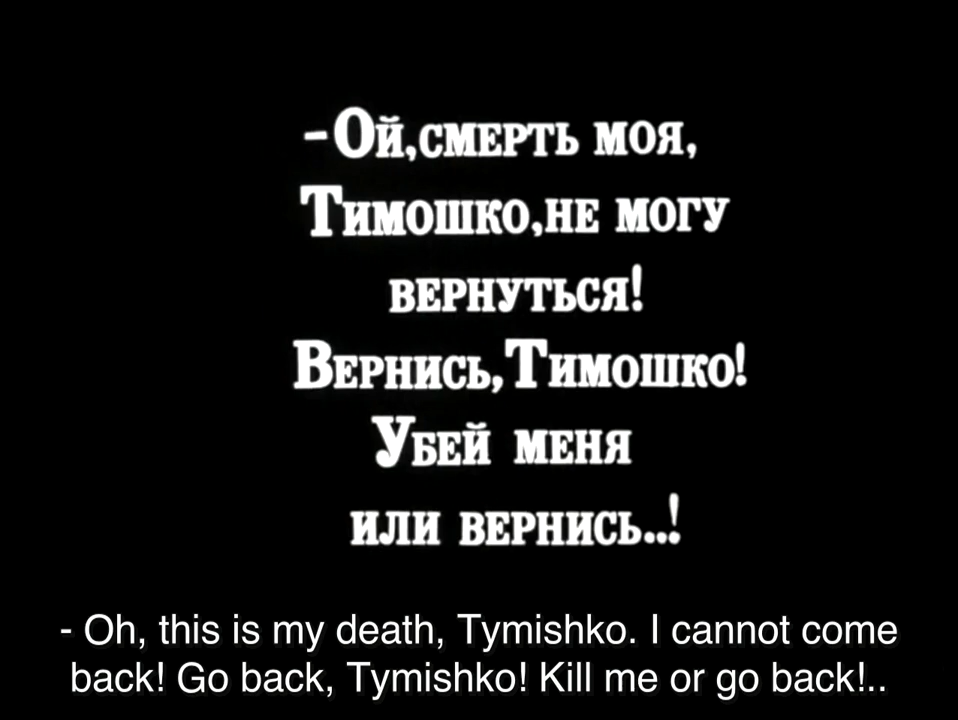 -Ой,смерть моя,
Тимошко,не могу
вернуться!
Вернись,Тимошко!
Убей меня
или вернись..!
- Oh, this is my death, Tymishko. I cannot come
back! Go back, Tymishko! Kill me or go back!..